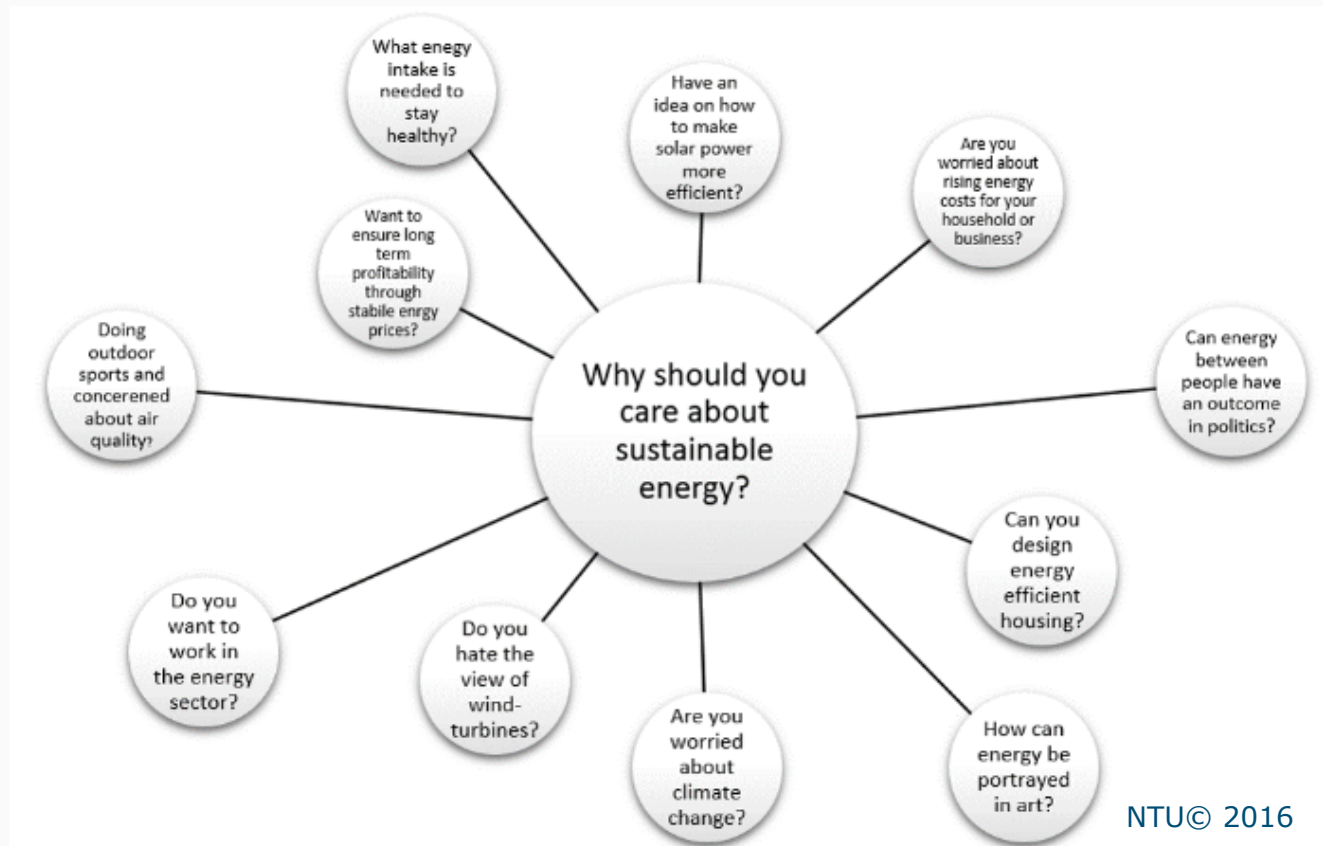 What enegy
intake is
needed to
stay
healthy?
Have an
idea on how
to make
solar power
more
efficient?
Are you
worried about
rising energy
costs for your
household or
business?
Want to
ensure long
term
profitability
through
stabile enrgy
prices?
Doing
outdoor
sports and
concerened
about air
quality?
Why should you
care about
sustainable
energy?
Can energy
between
people have
an outcome
in politics?
Can you
design
energy
efficient
housing?
Do you
want to
work in
the energy
sector?
Do you
hate the
view of
wind-
turbines?
Are you
worried
about
climate
change?
How can
energy be
portrayed
in art?
NTU© 2016